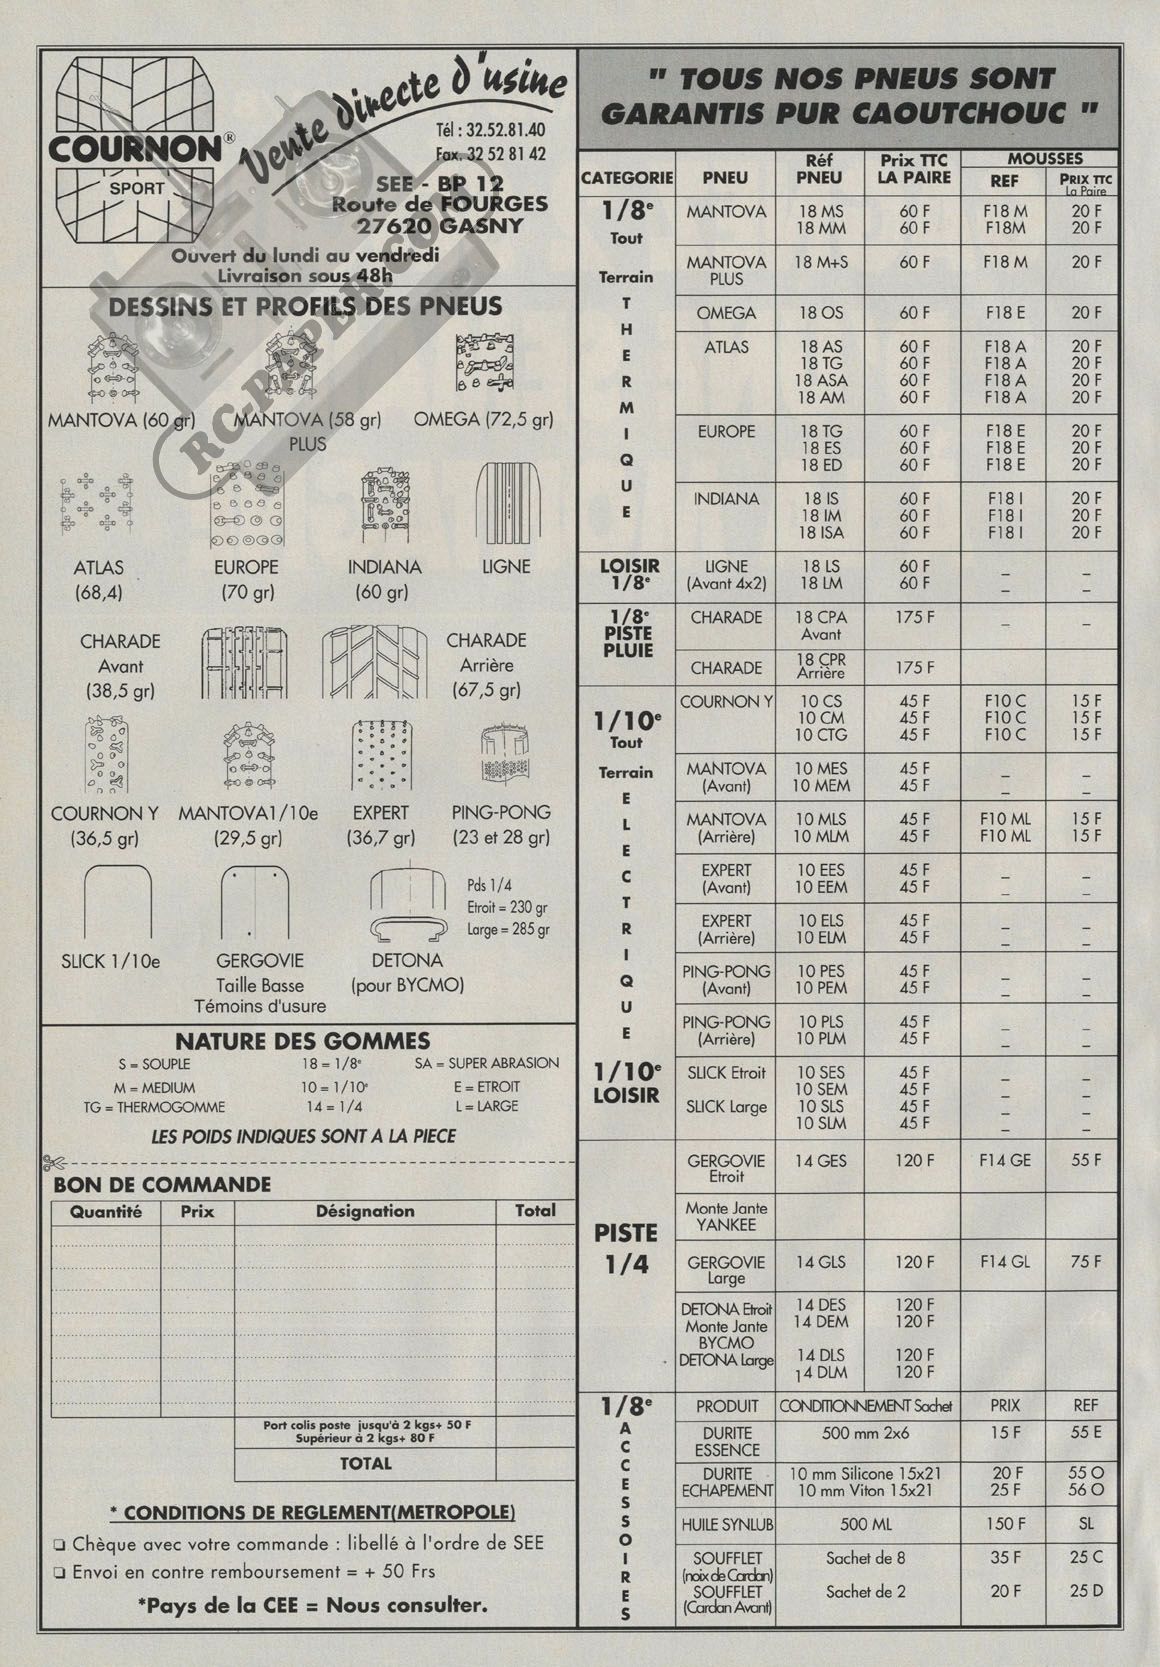 COURNON®
SPORT
Vente directe d'usine
Tél : 32.52.81.40
Fax. 32 52 81 42
SEE - BP 12
Route de FOURGES
27620 GASNY
Ouvert du lundi au vendredi
Livraison sous 48h
RC-PAPER.COM
DESSINS ET PROFILS DES PNEUS
MANTOVA (60 gr)
MANTOVA (58 gr)
PLUS
OMEGA (72,5 gr)
ATLAS
(68,4)
EUROPE
(70 gr)
INDIANA
(60 gr)
LIGNE
CHARADE
Avant
(38,5 gr)
CHARADE
Arrière
(67,5 gr)
COURNON Y
(36,5 gr)
MANTOVA1/10e
(29,5 gr)
EXPERT
(36,7 gr)
PING-PONG
(23 et 28 gr)
SLICK 1/10e
GERGOVIE
Taille Basse
Témoins d'usure
DETONA
(pour BYCMO)
Pds 1/4
Etroit = 230 gr
Large = 285 gr
NATURE DES GOMMES
S = SOUPLE 18 = 1/8e SA = SUPER ABRASION
M = MEDIUM 10 = 1/10e E = ETROIT
TG = THERMOGOMME 14 = 1/4 L = LARGE
LES POIDS INDIQUES SONT A LA PIECE
BON DE COMMANDE
Quantité Prix Désignation Total
Port colis poste jusqu'à 2 kgs+ 50 F
Supérieur à 2 kgs+ 80 F
TOTAL
* CONDITIONS DE REGLEMENT(METROPOLE)
❏ Chèque avec votre commande : libellé à l'ordre de SEE
❏ Envoi en contre remboursement = + 50 Frs
*Pays de la CEE = Nous consulter.
" TOUS NOS PNEUS SONT
GARANTIS PUR CAOUTCHOUC "
CATEGORIE PNEU Réf PNEU Prix TTC LA PAIRE MOUSSES REF PRIX TTC La Paire
1/8e Tout Terrain THERMIQUE
MANTOVA 18 MS 60 F F18 M 20 F
18 MM 60 F F18M 20 F
MANTOVA PLUS 18 M+S 60 F F18 M 20 F
OMEGA 18 OS 60 F F18 E 20 F
ATLAS 18 AS 60 F F18 A 20 F
18 TG 60 F F18 A 20 F
18 ASA 60 F F18 A 20 F
18 AM 60 F F18 A 20 F
EUROPE 18 TG 60 F F18 E 20 F
18 ES 60 F F18 E 20 F
18 ED 60 F F18 E 20 F
INDIANA 18 IS 60 F F18 I 20 F
18 IM 60 F F18 I 20 F
18 ISA 60 F F18 I 20 F
LOISIR 1/8e
LIGNE 18 LS 60 F – –
(Avant 4x2) 18 LM 60 F – –
1/8e PISTE PLUIE
CHARADE 18 CPA Avant 175 F – –
CHARADE 18 CPR Arrière 175 F
1/10e Tout Terrain ELECTRIQUE
COURNON Y 10 CS 45 F F10 C 15 F
10 CM 45 F F10 C 15 F
10 CTG 45 F F10 C 15 F
MANTOVA 10 MES 45 F – –
(Avant) 10 MEM 45 F – –
MANTOVA 10 MLS 45 F F10 ML 15 F
(Arrière) 10 MLM 45 F F10 ML 15 F
EXPERT 10 EES 45 F – –
(Avant) 10 EEM 45 F – –
EXPERT 10 ELS 45 F – –
(Arrière) 10 ELM 45 F – –
PING-PONG 10 PES 45 F – –
(Avant) 10 PEM 45 F – –
PING-PONG 10 PLS 45 F – –
(Arrière) 10 PLM 45 F – –
1/10e LOISIR
SLICK Etroit 10 SES 45 F – –
10 SEM 45 F – –
SLICK Large 10 SLS 45 F – –
10 SLM 45 F – –
PISTE 1/4
GERGOVIE Etroit 14 GES 120 F F14 GE 55 F
Monte Jante YANKEE
GERGOVIE Large 14 GLS 120 F F14 GL 75 F
DETONA Etroit 14 DES 120 F
Monte Jante 14 DEM 120 F
BYCMO
DETONA Large 14 DLS 120 F
14 DLM 120 F
1/8e ACCESSOIRES
PRODUIT CONDITIONNEMENT Sachet PRIX REF
DURITE ESSENCE 500 mm 2x6 15 F 55 E
DURITE 10 mm Silicone 15x21 20 F 55 O
ECHAPEMENT 10 mm Viton 15x21 25 F 56 O
HUILE SYNLUB 500 ML 150 F SL
SOUFFLET (noix de Cardan) Sachet de 8 35 F 25 C
SOUFFLET (Cardan Avant) Sachet de 2 20 F 25 D